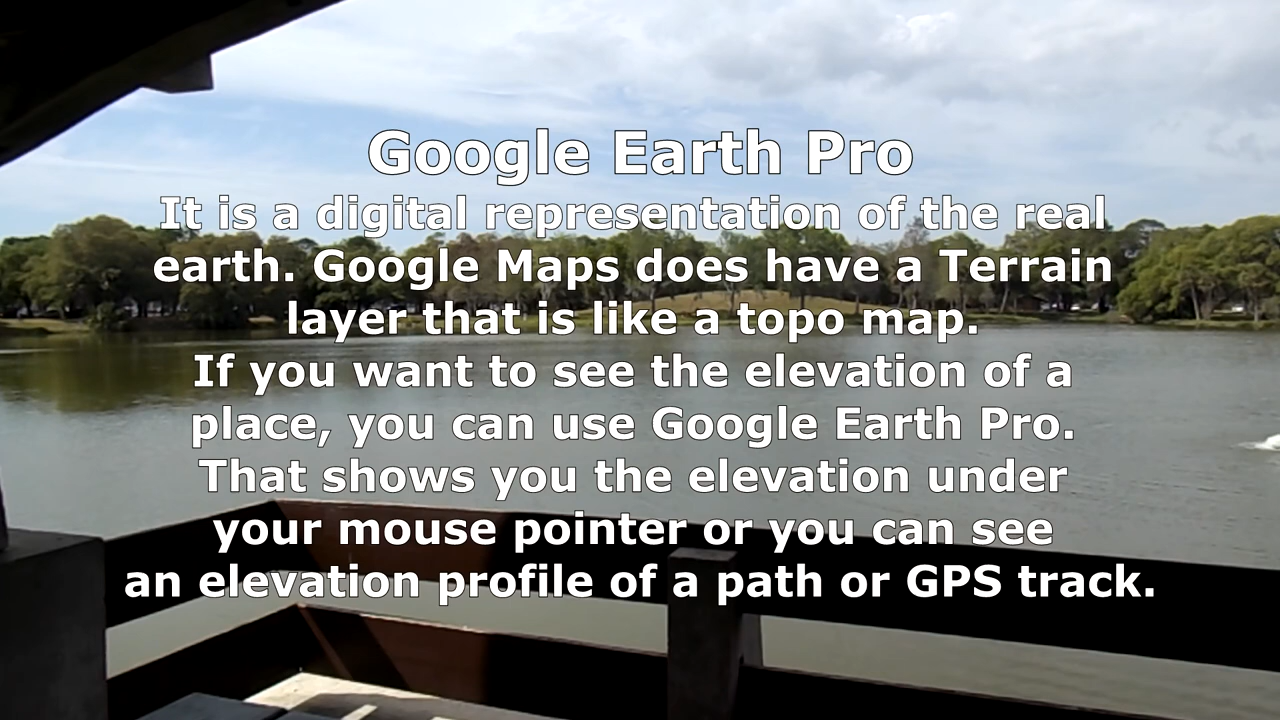 Google Earth Pro
It is a digital representation of the real
earth. Google Maps does have a Terrain
layer that is like a topo map.
If you want to see the elevation of a
place, you can use Google Earth Pro.
That shows you the elevation under
your mouse pointer or you can see
an elevation profile of a path or GPS track.